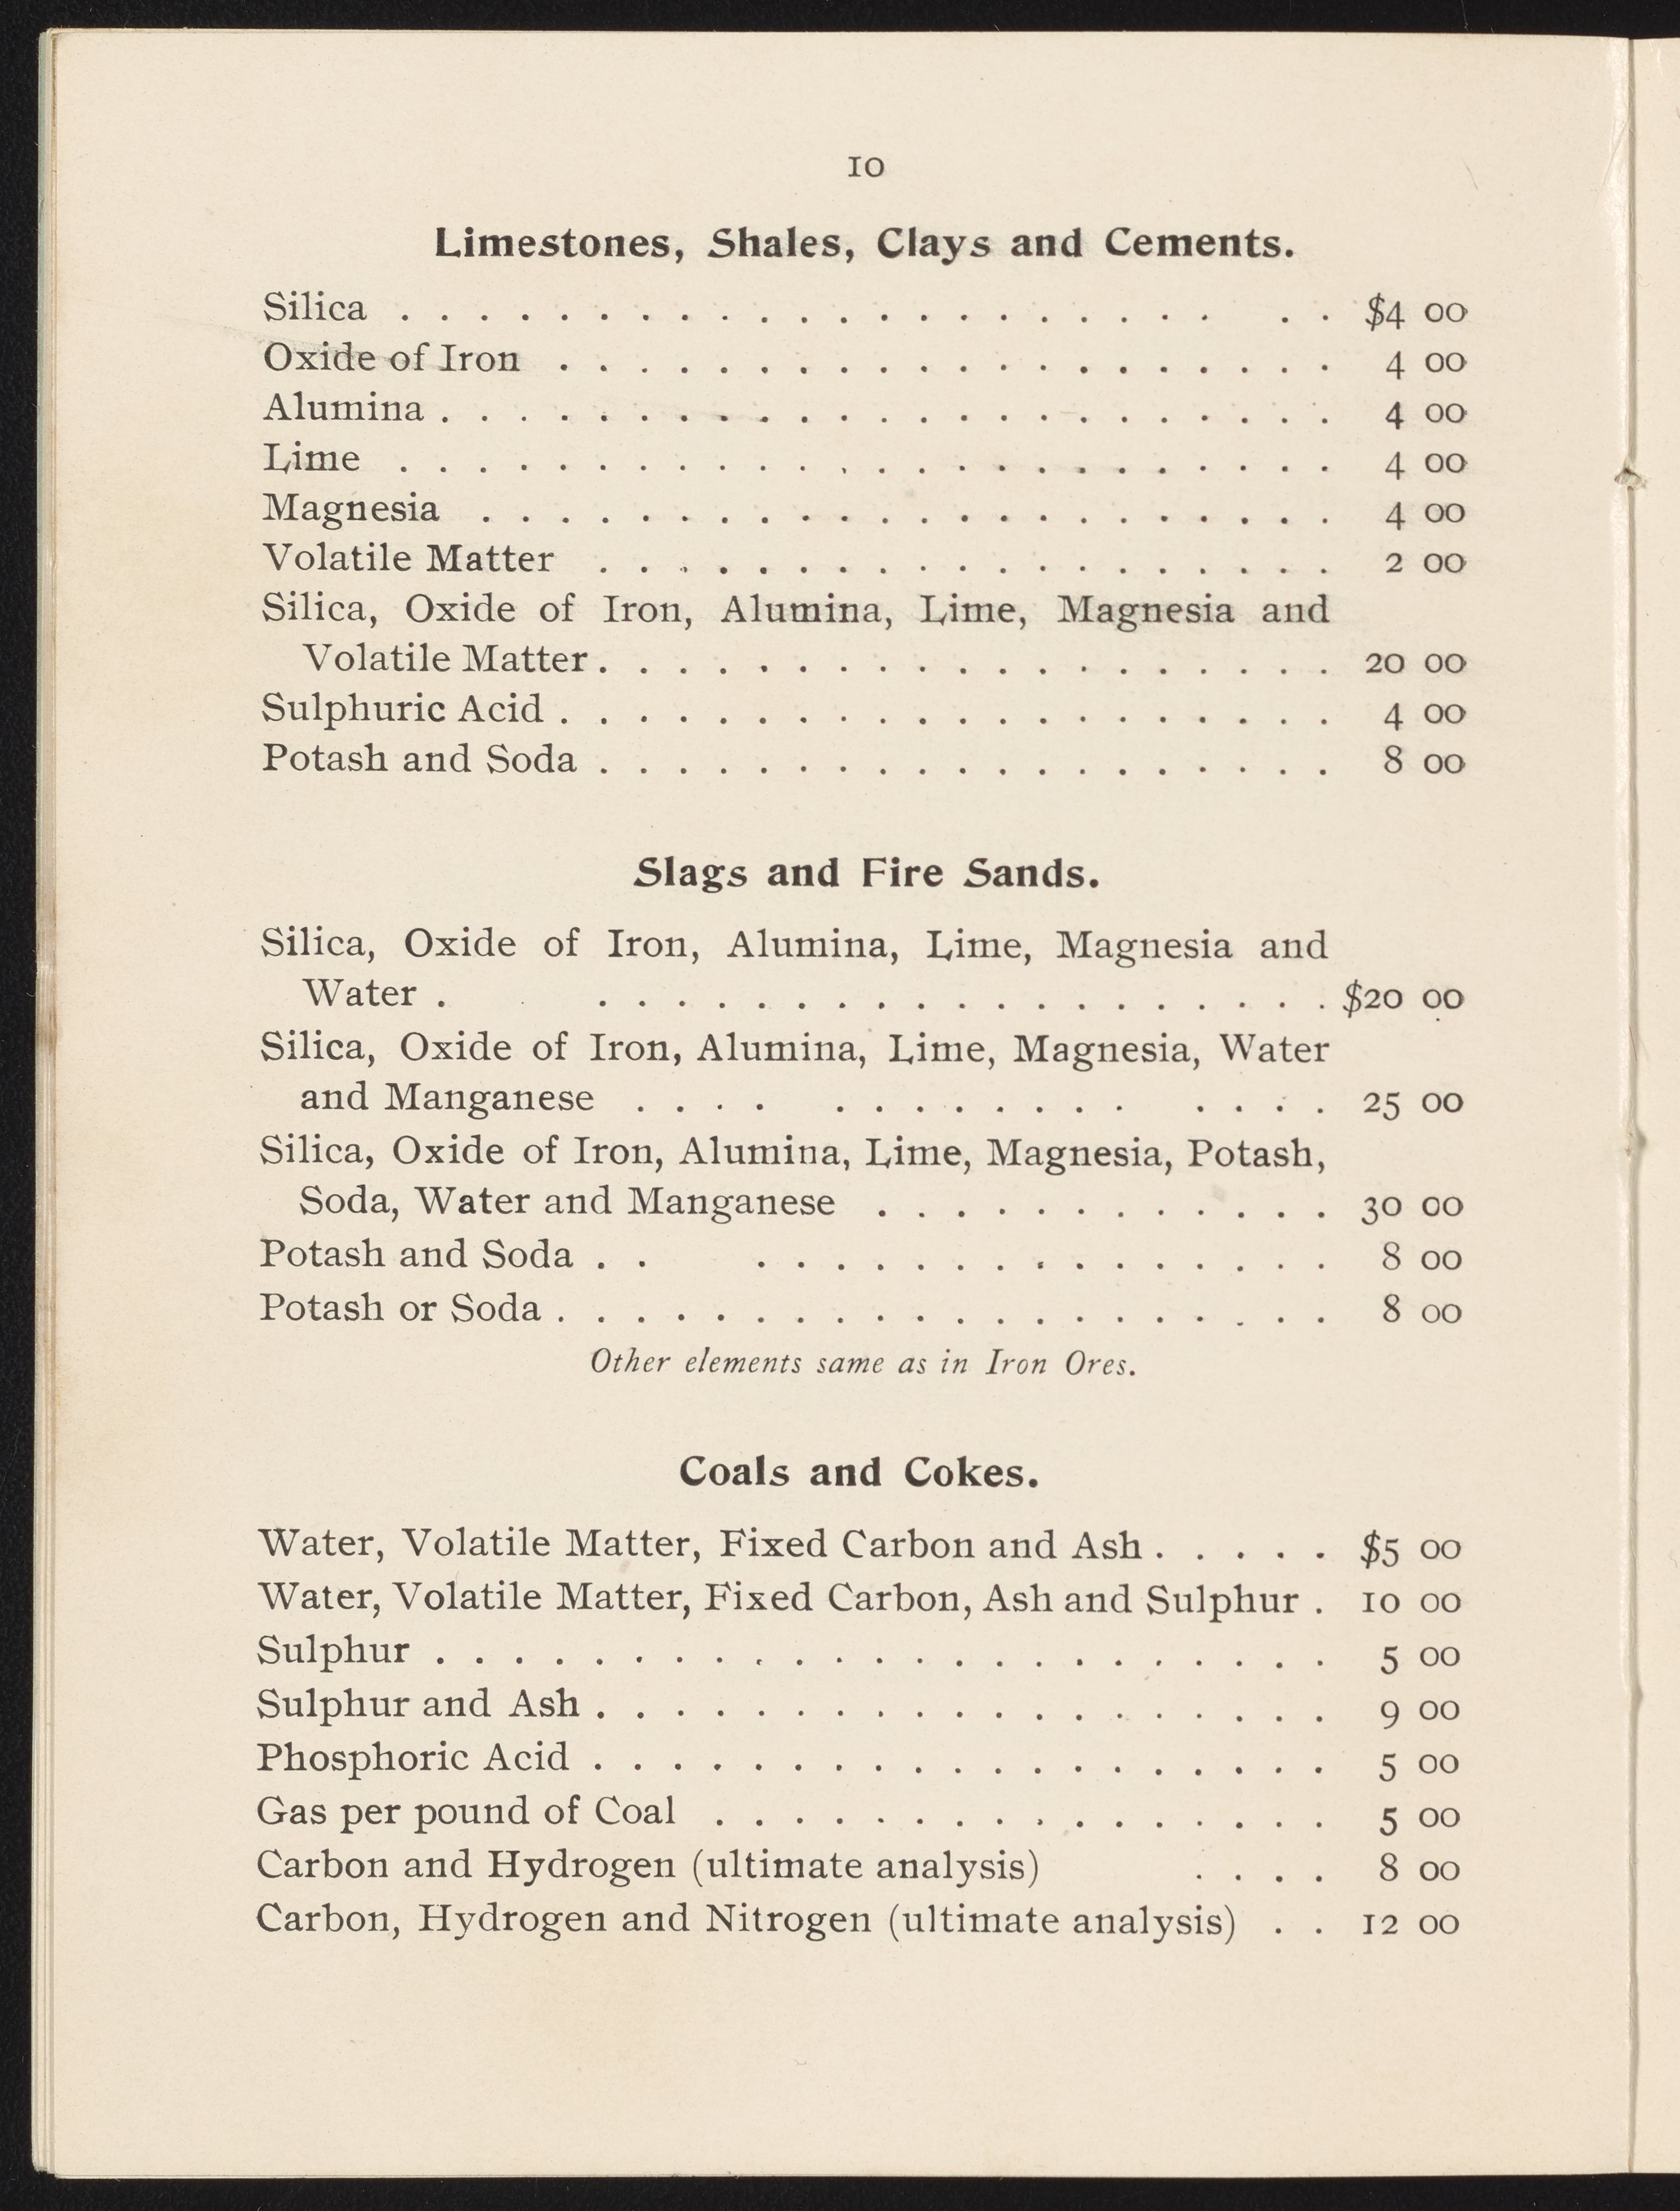 10
Limestones, Shales, Clays and Cements.
Silica . . . . . . . . . . . . . . . . . . . . . . . $4 00
Oxide of Iron . . . . . . . . . . . . . . . . . . . . 4 00
Alumina . . . . . . . . . . . . . . . . . . . . . . . 4 00
Lime . . . . . . . . . . . . . . . . . . . . . . . . 4 00
Magnesia . . . . . . . . . . . . . . . . . . . . . . 4 00
Volatile Matter . . . . . . . . . . . . . . . . . . . 2 00
Silica, Oxide of Iron, Alumina, Lime, Magnesia and
Volatile Matter . . . . . . . . . . . . . . . . . . . 20 00
Sulphuric Acid . . . . . . . . . . . . . . . . . . . . 4 00
Potash and Soda . . . . . . . . . . . . . . . . . . . 8 00
Slags and Fire Sands.
Silica, Oxide of Iron, Alumina, Lime, Magnesia and
Water . . . . . . . . . . . . . . . . . . . . . $20 00
Silica, Oxide of Iron, Alumina, Lime, Magnesia, Water
and Manganese . . . . . . . . . . . . . . . . 25 00
Silica, Oxide of Iron, Alumina, Lime, Magnesia, Potash,
Soda, Water and Manganese . . . . . . . . . . . . 30 00
Potash and Soda . . . . . . . . . . . . . . . . . 8 00
Potash or Soda . . . . . . . . . . . . . . . . . . . . 8 00
Other elements same as in Iron Ores.
Coals and Cokes.
Water, Volatile Matter, Fixed Carbon and Ash . . . . . $5 00
Water, Volatile Matter, Fixed Carbon, Ash and Sulphur . 10 00
Sulphur . . . . . . . . . . . . . . . . . . . . . . . 5 00
Sulphur and Ash . . . . . . . . . . . . . . . . . . . 9 00
Phosphoric Acid . . . . . . . . . . . . . . . . . . . 5 00
Gas per pound of Coal . . . . . . . . . . . . . . . . 5 00
Carbon and Hydrogen (ultimate analysis) . . . . 8 00
Carbon, Hydrogen and Nitrogen (ultimate analysis) . . 12 00